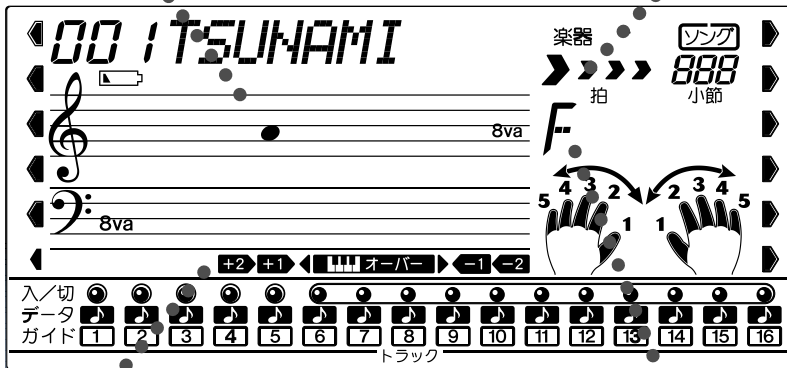 001 TSUNAMI
楽器 ソング
888
拍 小節
8va
F
8va
5 4 3 2 1 1 2 3 4 5
+2 +1 オーバー -1 -2
入/切
データ
ガイド 1 2 3 4 5 6 7 8 9 10 11 12 13 14 15 16
トラック